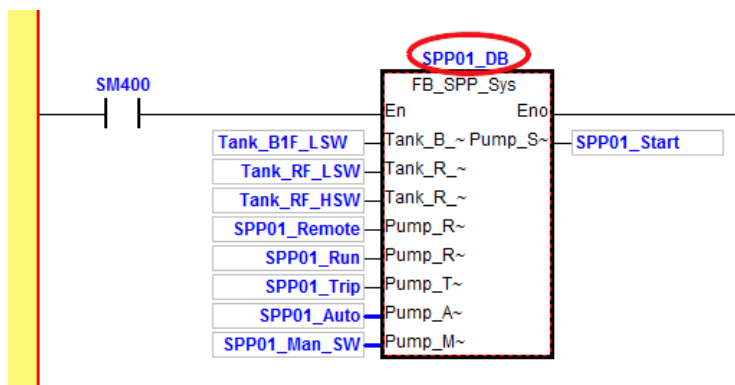 SPP01_DB
SM400
FB_SPP_Sys
En Eno
Tank_B1F_LSW Tank_B_~ Pump_S~ SPP01_Start
Tank_RF_LSW Tank_R_~
Tank_RF_HSW Tank_R_~
SPP01_Remote Pump_R~
SPP01_Run Pump_R~
SPP01_Trip Pump_T~
SPP01_Auto Pump_A~
SPP01_Man_SW Pump_M~